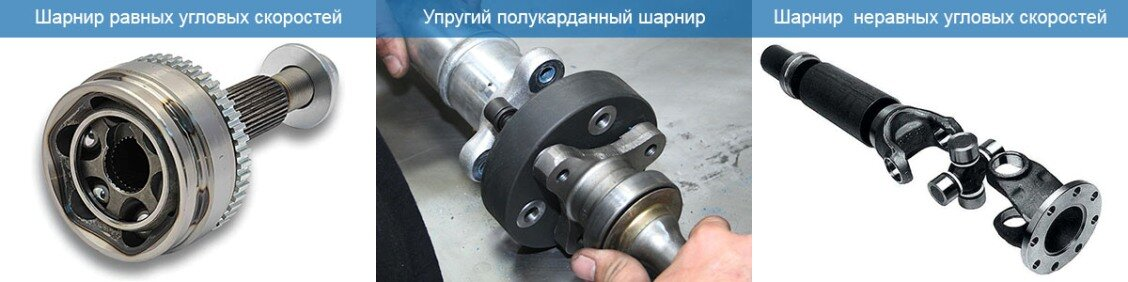 Шарнир равных угловых скоростей
Упругий полукарданный шарнир
Шарнир неравных угловых скоростей